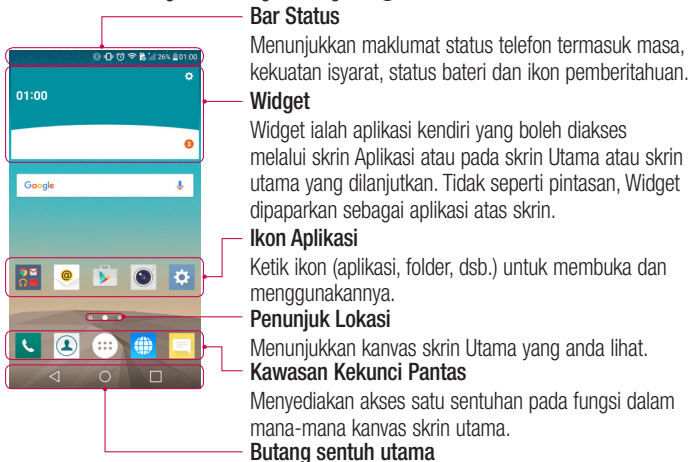 Bar Status
Menunjukkan maklumat status telefon termasuk masa,
kekuatan isyarat, status bateri dan ikon pemberitahuan.
26% 01:00
01:00
Widget
Widget ialah aplikasi kendiri yang boleh diakses
melalui skrin Aplikasi atau pada skrin Utama atau skrin
utama yang dilanjutkan. Tidak seperti pintasan, Widget
dipaparkan sebagai aplikasi atas skrin.
3
Google
Ikon Aplikasi
Ketik ikon (aplikasi, folder, dsb.) untuk membuka dan
menggunakannya.
Penunjuk Lokasi
Menunjukkan kanvas skrin Utama yang anda lihat.
Kawasan Kekunci Pantas
Menyediakan akses satu sentuhan pada fungsi dalam
mana-mana kanvas skrin utama.
Butang sentuh utama